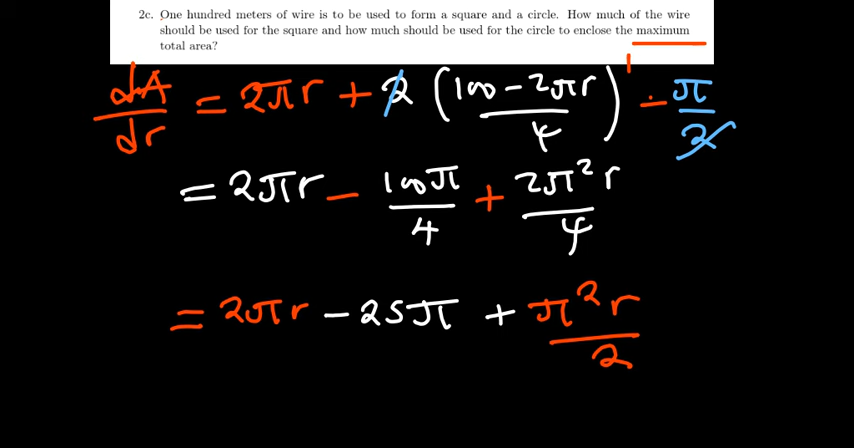 2c. One hundred meters of wire is to be used to form a square and a circle. How much of the wire
should be used for the square and how much should be used for the circle to enclose the maximum
total area?
dA/dr = 2πr + 2 ((100 - 2πr)/4)^1 · -π/2
= 2πr - 100π/4 + 2π²r/4
= 2πr - 25π + π²r/2